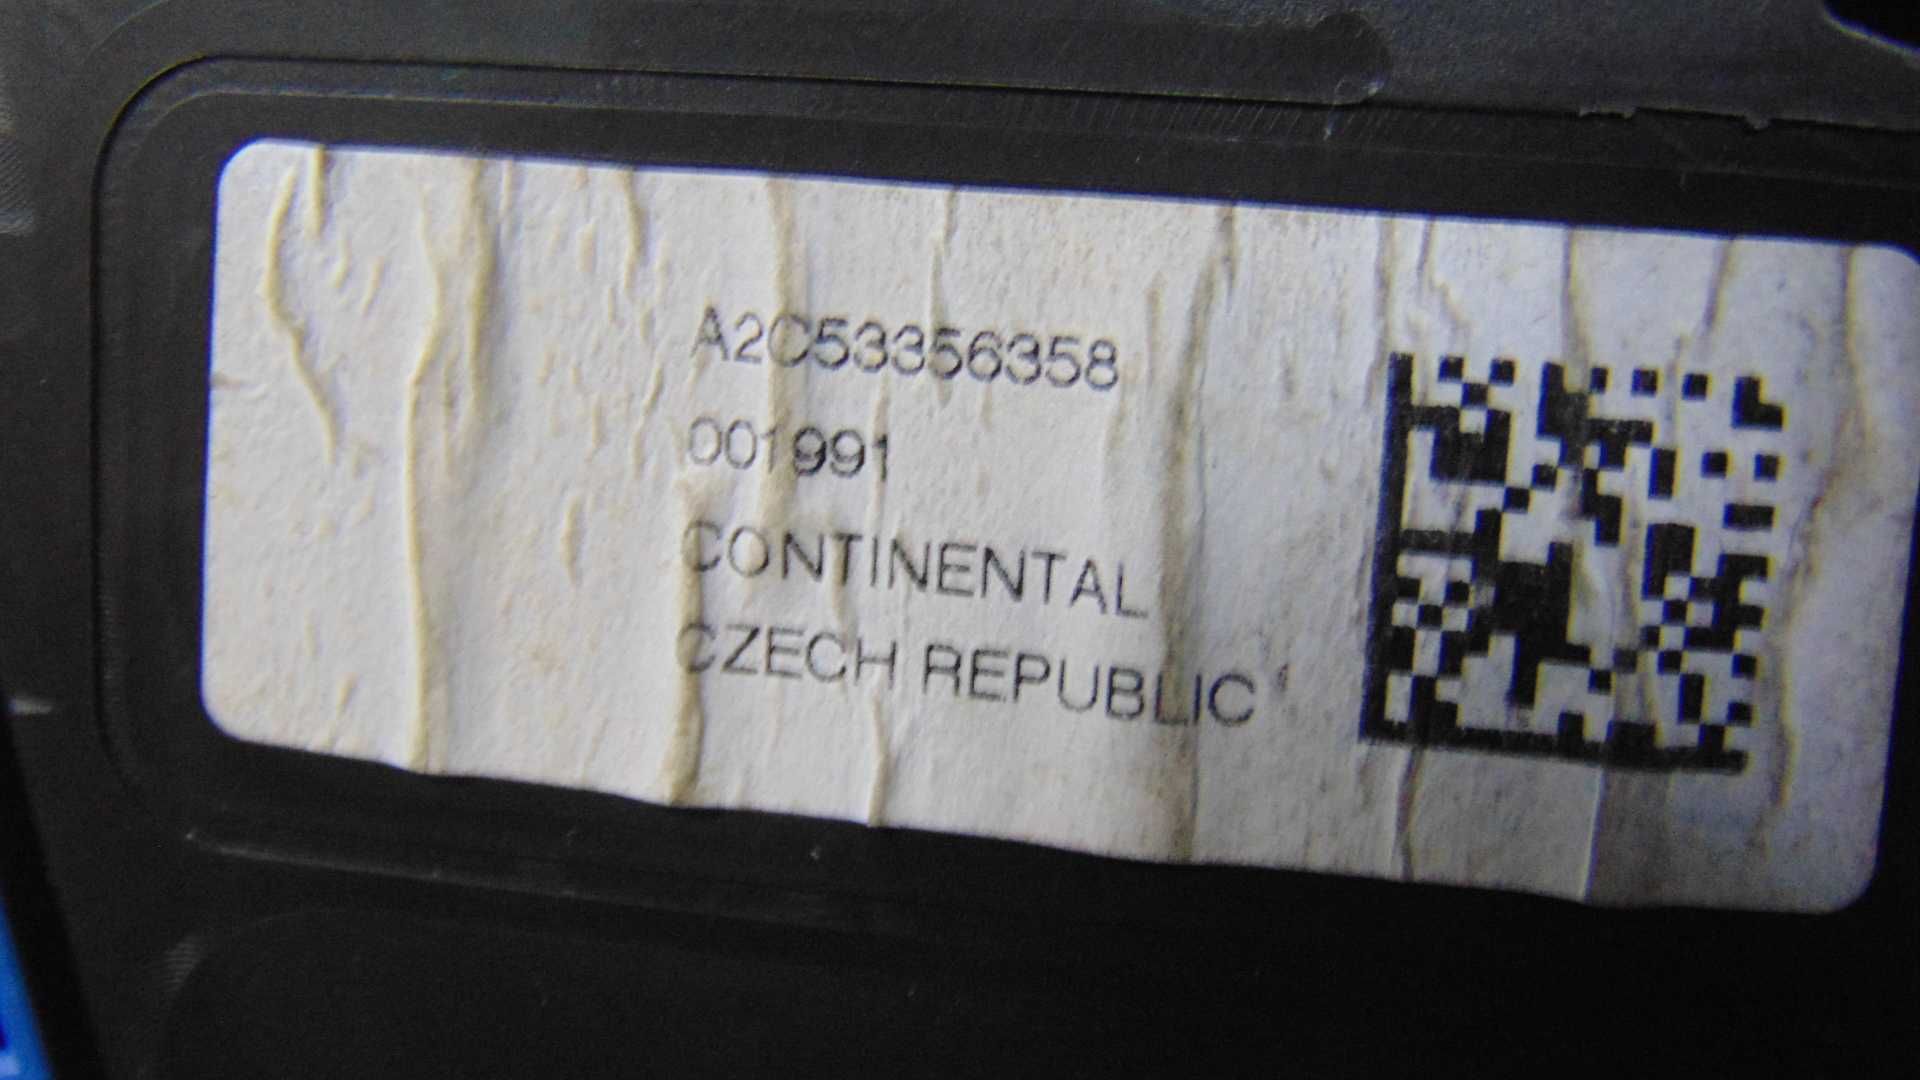 A2C53356358
001991
CONTINENTAL
CZECH REPUBLIC